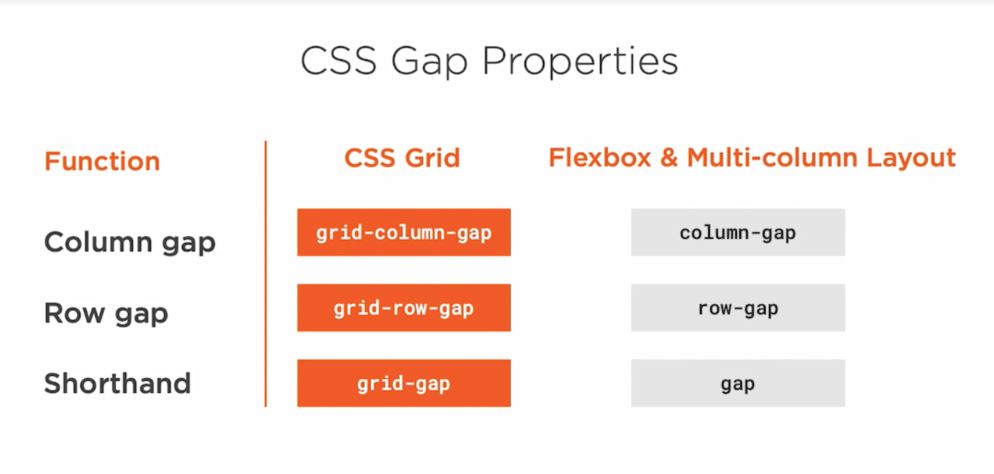 CSS Gap Properties
Function CSS Grid Flexbox & Multi-column Layout
Column gap grid-column-gap column-gap
Row gap grid-row-gap row-gap
Shorthand grid-gap gap